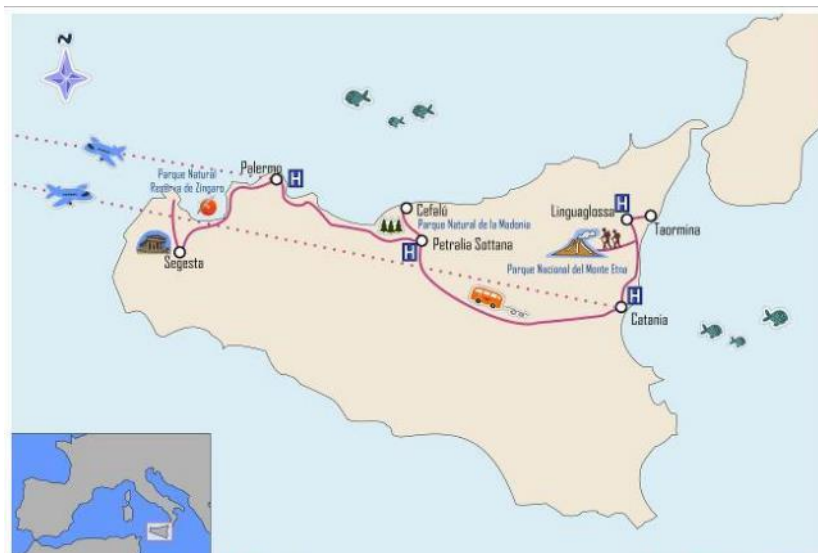 N
Palermo
H
Parque Natural
Reserva de Zingaro
Segesta
Cefalú
Parque Natural de la Madonia
H
Petralia Sottana
Linguaglossa
H
Taormina
Parque Nacional del Monte Etna
H
Catania